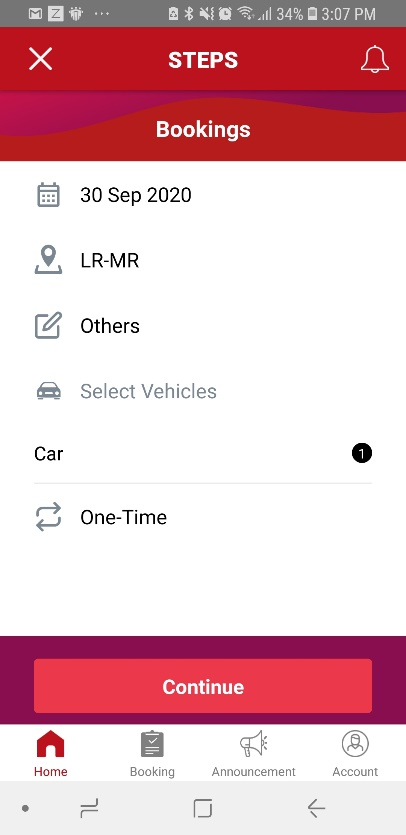 34% 3:07 PM
STEPS
Bookings
30 Sep 2020
LR-MR
Others
Select Vehicles
Car 1
One-Time
Continue
Home Booking Announcement Account